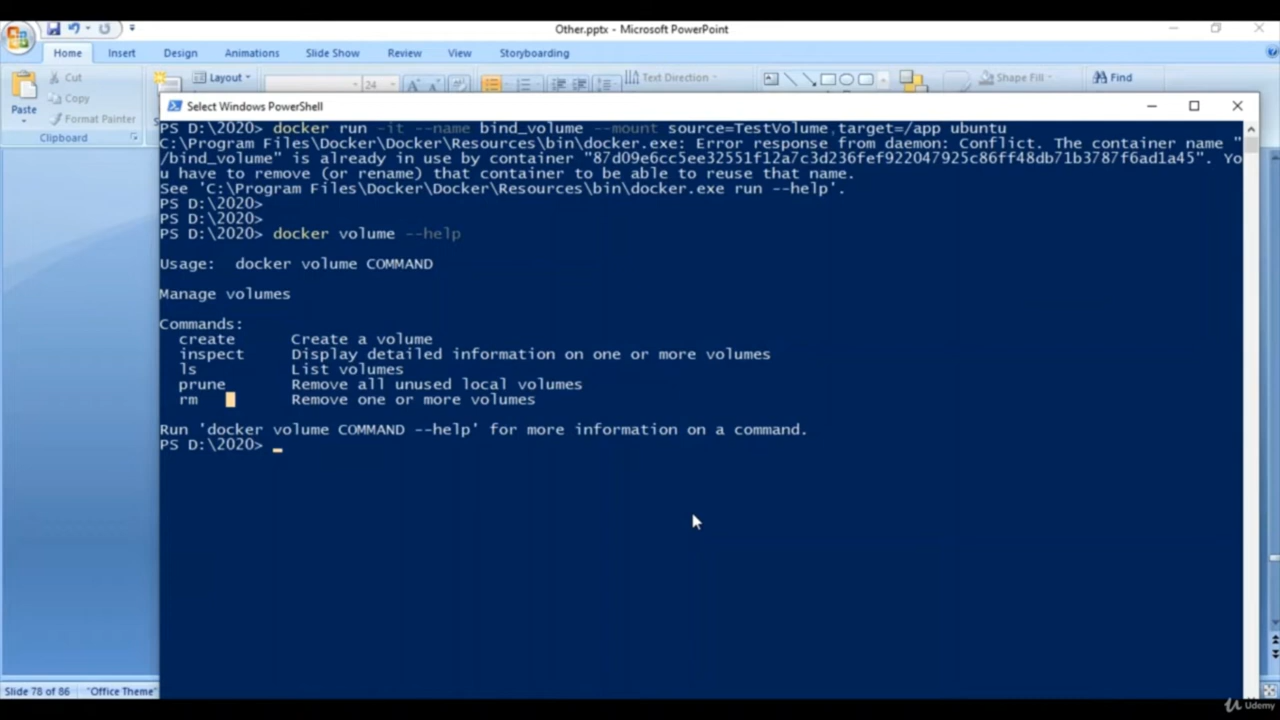 Other.pptx - Microsoft PowerPoint
Home Insert Design Animations Slide Show Review View Storyboarding
Cut
Copy
Format Painter
Paste
Clipboard
Layout
24
Text Direction
Shape Fill
Find
Select Windows PowerShell
PS D:\2020> docker run -it --name bind_volume --mount source=TestVolume,target=/app ubuntu
C:\Program Files\Docker\Docker\Resources\bin\docker.exe: Error response from daemon: Conflict. The container name "
/bind_volume" is already in use by container "87d09e6cc5ee32551f12a7c3d236fef922047925c86ff48db71b3787f6ad1a45". Yo
u have to remove (or rename) that container to be able to reuse that name.
See 'C:\Program Files\Docker\Docker\Resources\bin\docker.exe run --help'.
PS D:\2020>
PS D:\2020>
PS D:\2020> docker volume --help
Usage: docker volume COMMAND
Manage volumes
Commands:
create Create a volume
inspect Display detailed information on one or more volumes
ls List volumes
prune Remove all unused local volumes
rm Remove one or more volumes
Run 'docker volume COMMAND --help' for more information on a command.
PS D:\2020>
Slide 78 of 86 "Office Theme"
Udemy